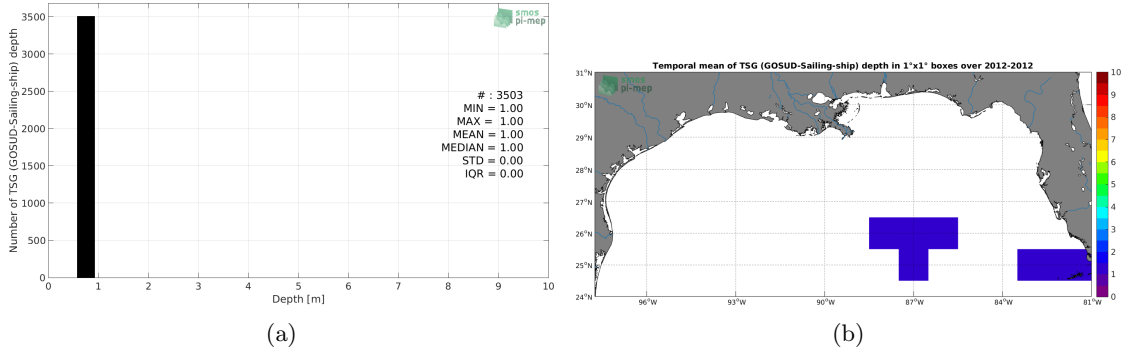 smos
pi-mep
3500
3000
2500
2000
1500
1000
500
0
Number of TSG (GOSUD-Sailing-ship) depth
# : 3503
MIN = 1.00
MAX = 1.00
MEAN = 1.00
MEDIAN = 1.00
STD = 0.00
IQR = 0.00
0 1 2 3 4 5 6 7 8 9 10
Depth [m]
(a)
Temporal mean of TSG (GOSUD-Sailing-ship) depth in 1°x1° boxes over 2012-2012
smos
pi-mep
31°N
30°N
29°N
28°N
27°N
26°N
25°N
24°N
96°W 93°W 90°W 87°W 84°W 81°W
10
9
8
7
6
5
4
3
2
1
0
(b)